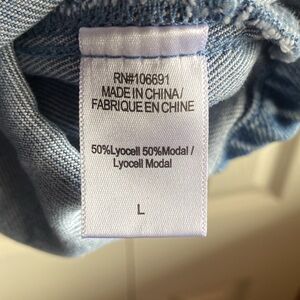 RN#106691
MADE IN CHINA/
FABRIQUE EN CHINE
50%Lyocell 50%Modal /
Lyocell Modal
L